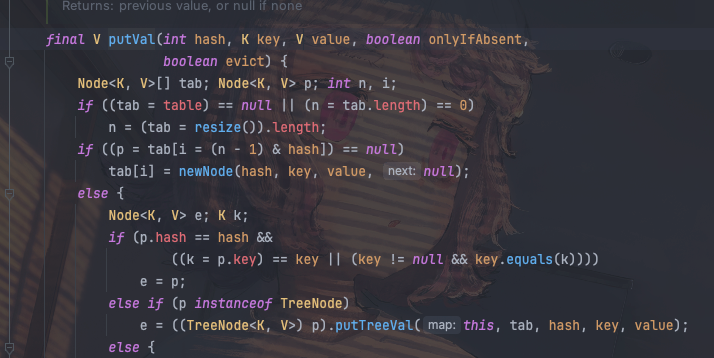 Returns: previous value, or null if none
final V putVal(int hash, K key, V value, boolean onlyIfAbsent,
boolean evict) {
Node<K, V>[] tab; Node<K, V> p; int n, i;
if ((tab = table) == null || (n = tab.length) == 0)
n = (tab = resize()).length;
if ((p = tab[i = (n - 1) & hash]) == null)
tab[i] = newNode(hash, key, value, next: null);
else {
Node<K, V> e; K k;
if (p.hash == hash &&
((k = p.key) == key || (key != null && key.equals(k))))
e = p;
else if (p instanceof TreeNode)
e = ((TreeNode<K, V>) p).putTreeVal( map: this, tab, hash, key, value);
else {